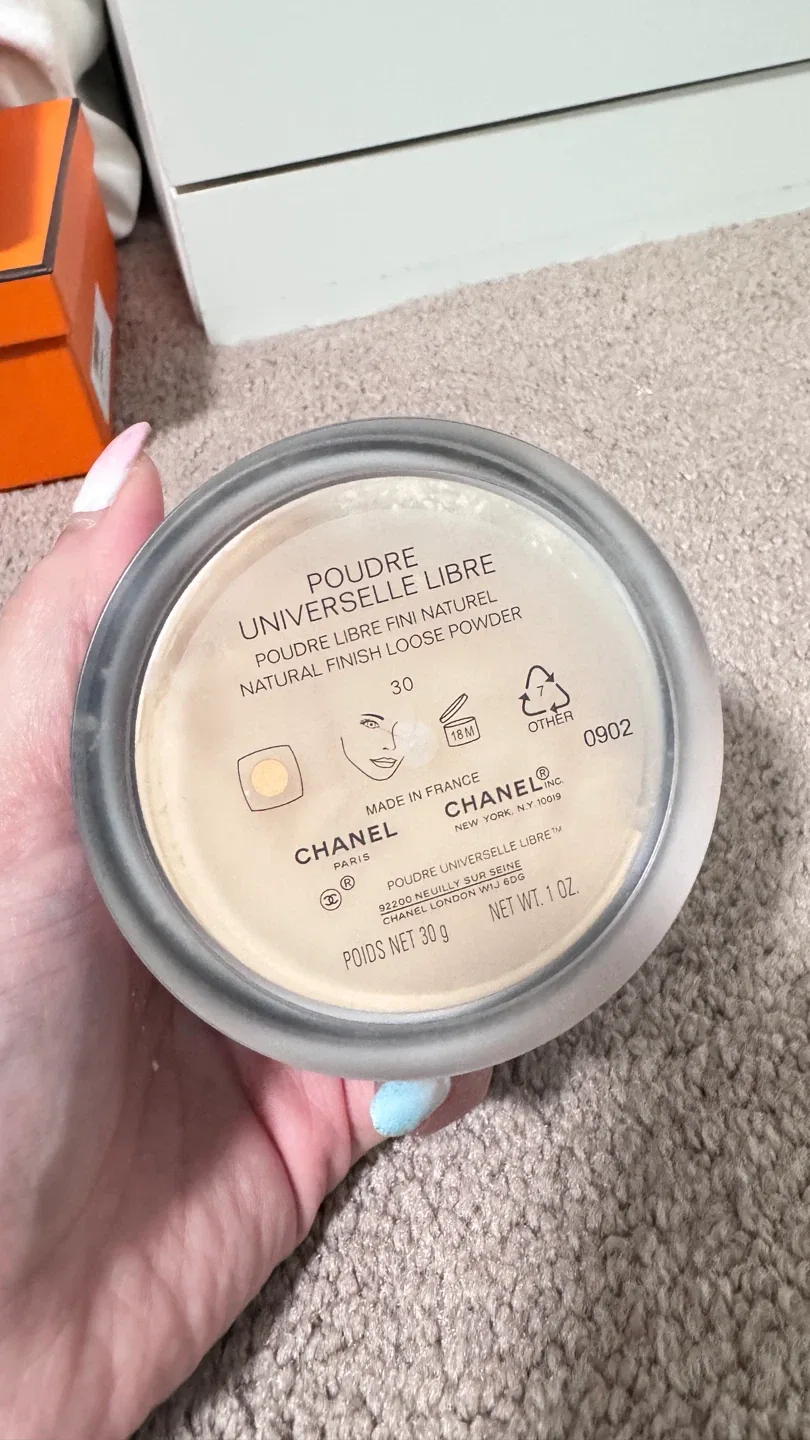 POUDRE
UNIVERSELLE LIBRE
POUDRE LIBRE FINI NATUREL
NATURAL FINISH LOOSE POWDER
30
18M
7
OTHER
0902
MADE IN FRANCE
CHANEL
PARIS
CHANEL® INC.
NEW YORK, N.Y. 10019
®
POUDRE UNIVERSELLE LIBRE™
92200 NEUILLY SUR SEINE
CHANEL LONDON W1J 6DG
POIDS NET 30 g
NET WT. 1 OZ.